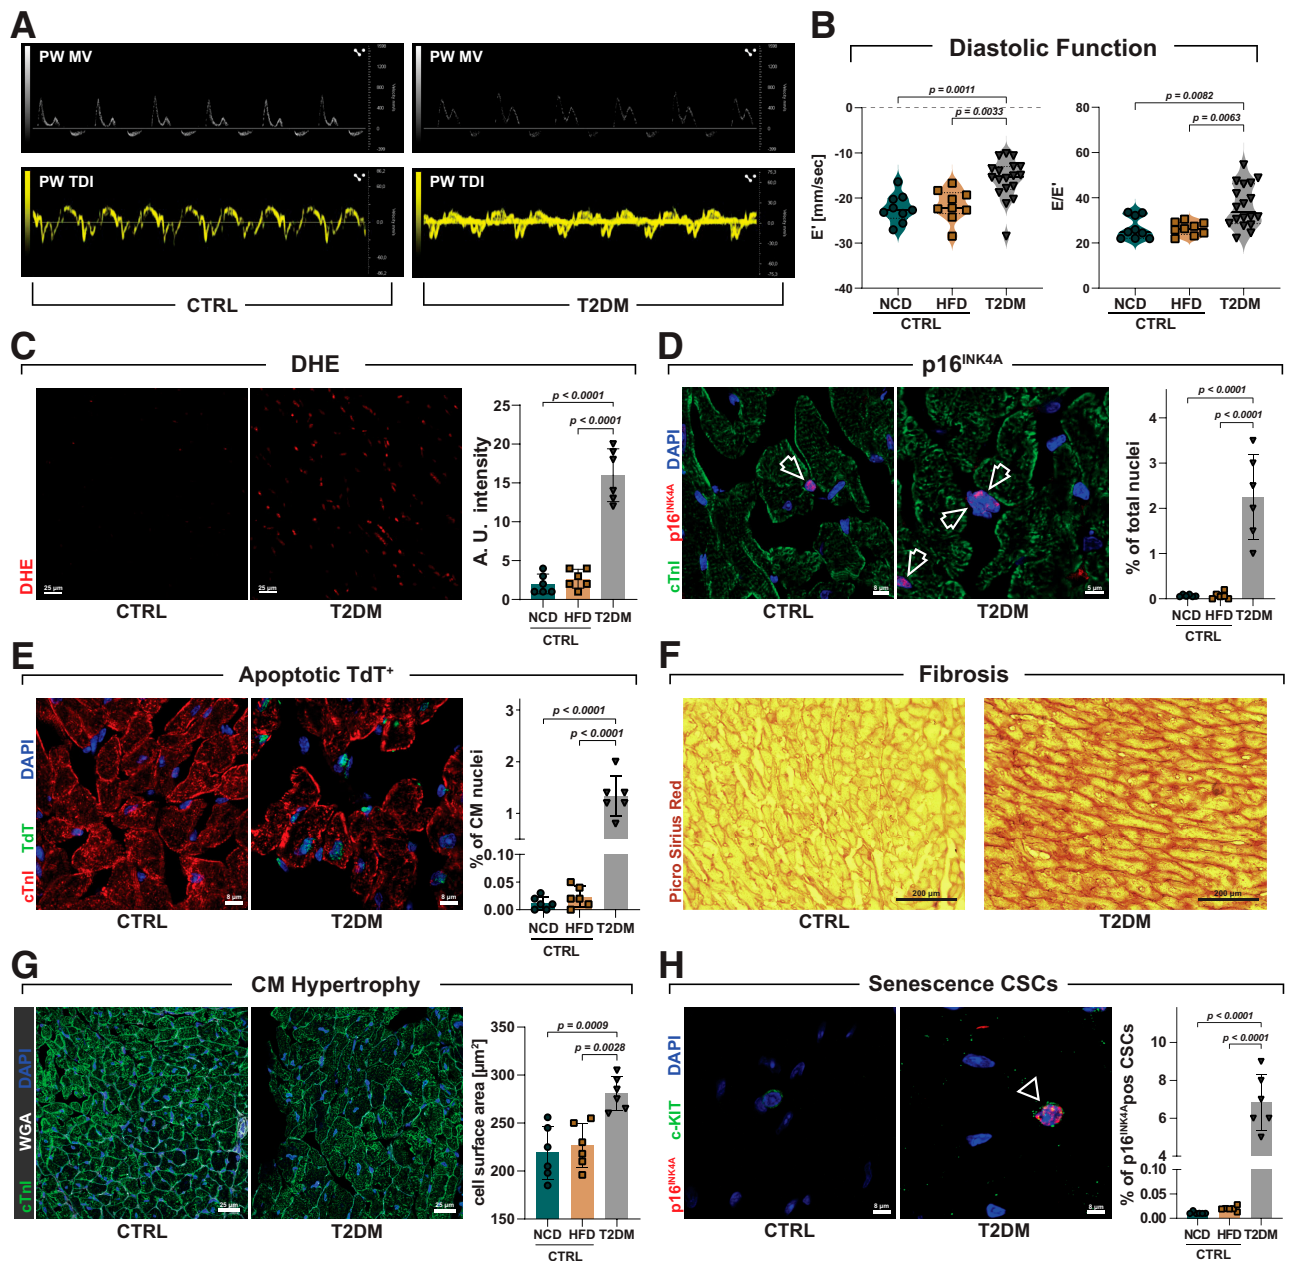 A
PW MV
PW MV
PW TDI
PW TDI
CTRL
T2DM
B
Diastolic Function
p = 0.0011
p = 0.0033
0
-10
-20
-30
-40
E' [mm/sec]
NCD HFD T2DM
CTRL
p = 0.0082
p = 0.0063
80
60
40
20
0
E/E'
NCD HFD T2DM
CTRL
C
DHE
DHE
25 µm
25 µm
CTRL
T2DM
p < 0.0001
p < 0.0001
25
20
15
10
5
0
A. U. intensity
NCD HFD T2DM
CTRL
D
p16INK4A
cTnI p16INK4A DAPI
8 µm
5 µm
CTRL
T2DM
p < 0.0001
p < 0.0001
4
3
2
1
0
% of total nuclei
NCD HFD T2DM
CTRL
E
Apoptotic TdT+
cTnI TdT DAPI
8 µm
8 µm
CTRL
T2DM
p < 0.0001
p < 0.0001
3
2
1
0.10
0.05
0.00
% of CM nuclei
NCD HFD T2DM
CTRL
F
Fibrosis
Picro Sirius Red
200 µm
200 µm
CTRL
T2DM
G
CM Hypertrophy
cTnI WGA DAPI
25 µm
25 µm
CTRL
T2DM
p = 0.0009
p = 0.0028
350
300
250
200
150
cell surface area [µm2]
NCD HFD T2DM
CTRL
H
Senescence CSCs
p16INK4A c-KIT DAPI
8 µm
8 µm
CTRL
T2DM
p < 0.0001
p < 0.0001
10
8
6
4
0.10
0.05
0.00
% of p16INK4Apos CSCs
NCD HFD T2DM
CTRL